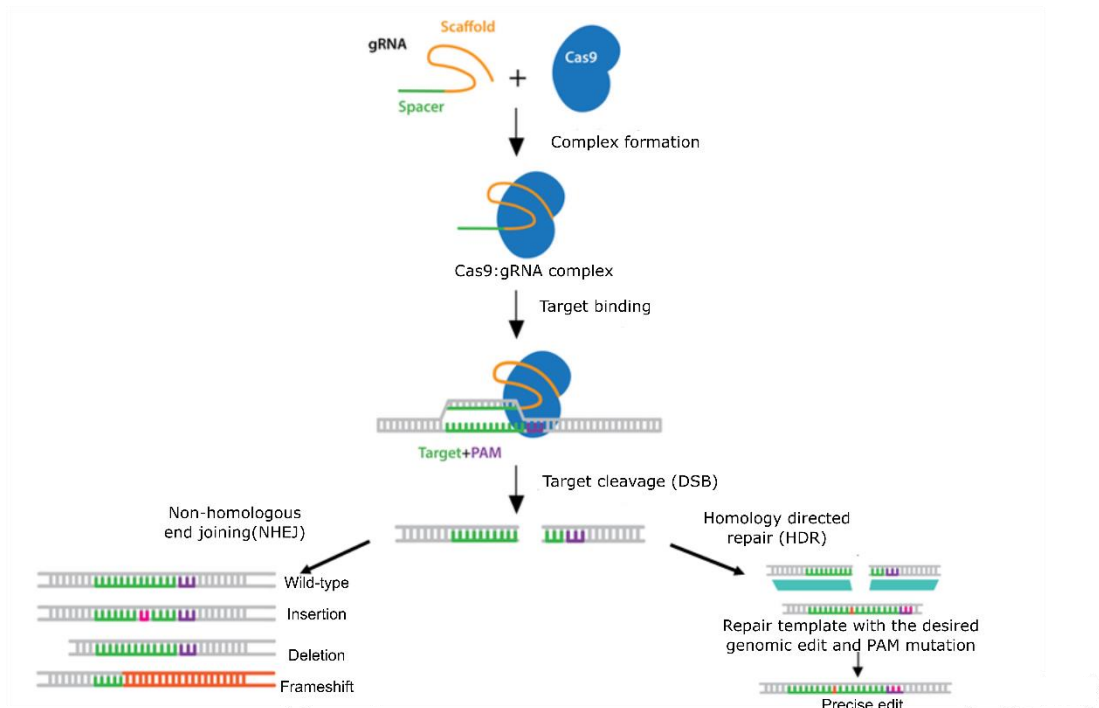 Scaffold
gRNA
Cas9
+
Spacer
Complex formation
Cas9:gRNA complex
Target binding
Target+PAM
Target cleavage (DSB)
Non-homologous
end joining(NHEJ)
Homology directed
repair (HDR)
Wild-type
Insertion
Deletion
Frameshift
Repair template with the desired
genomic edit and PAM mutation
Precise edit